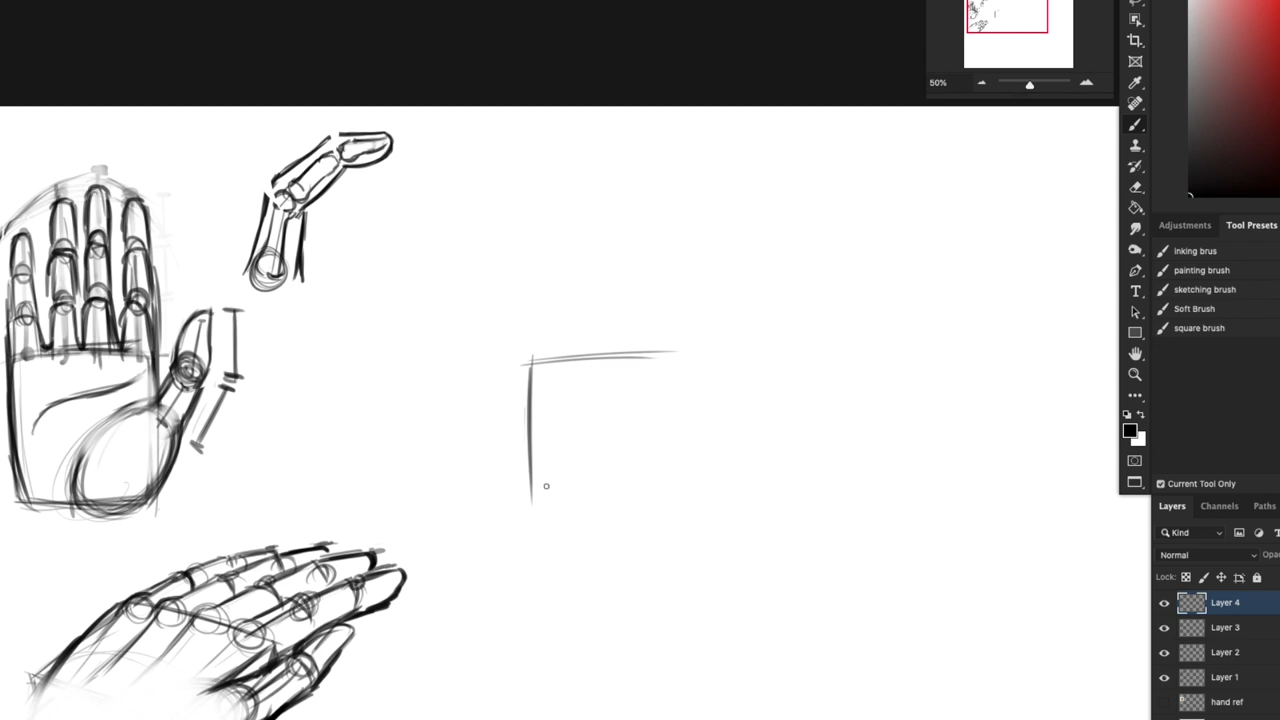 50%
Adjustments
Tool Presets
inking brus
painting brush
sketching brush
Soft Brush
square brush
Current Tool Only
Layers
Channels
Paths
Kind
Normal
Opac
Lock:
Layer 4
Layer 3
Layer 2
Layer 1
hand ref